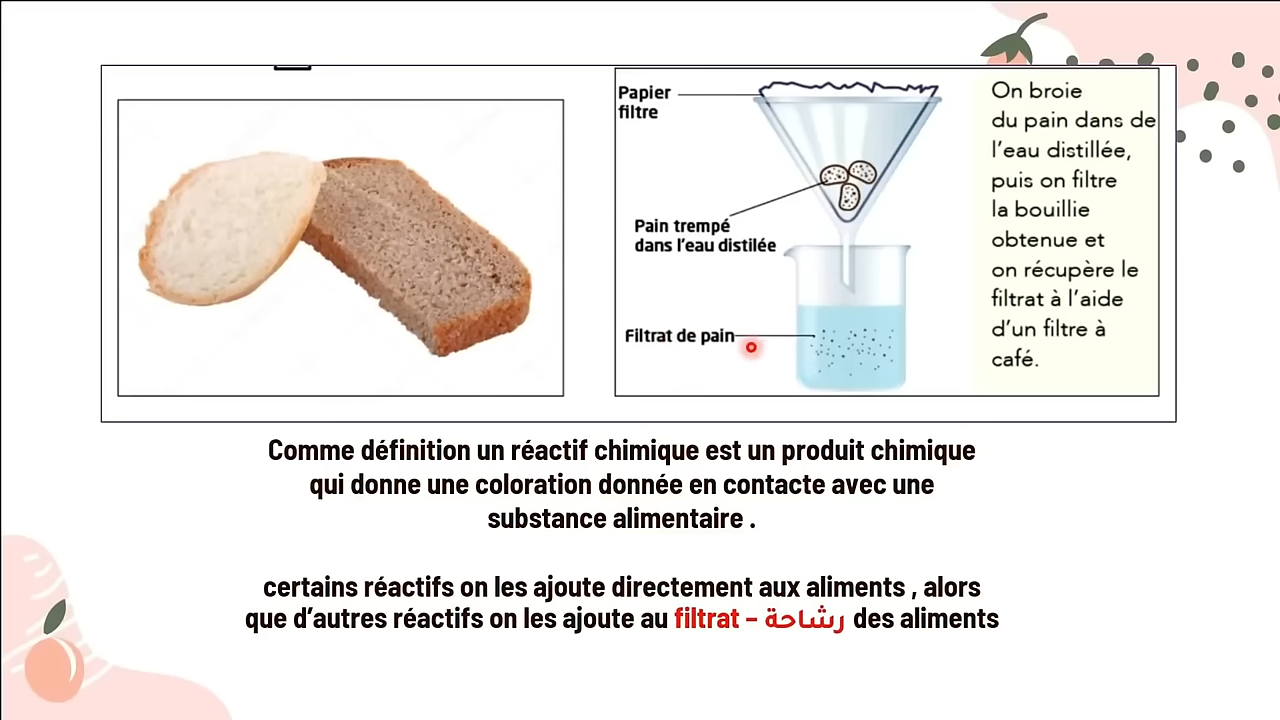 Papier
filtre
Pain trempé
dans l'eau distilée
Filtrat de pain
On broie
du pain dans de
l'eau distillée,
puis on filtre
la bouillie
obtenue et
on récupère le
filtrat à l'aide
d'un filtre à
café.
Comme définition un réactif chimique est un produit chimique
qui donne une coloration donnée en contacte avec une
substance alimentaire .
certains réactifs on les ajoute directement aux aliments , alors
que d'autres réactifs on les ajoute au filtrat – رشاحة des aliments